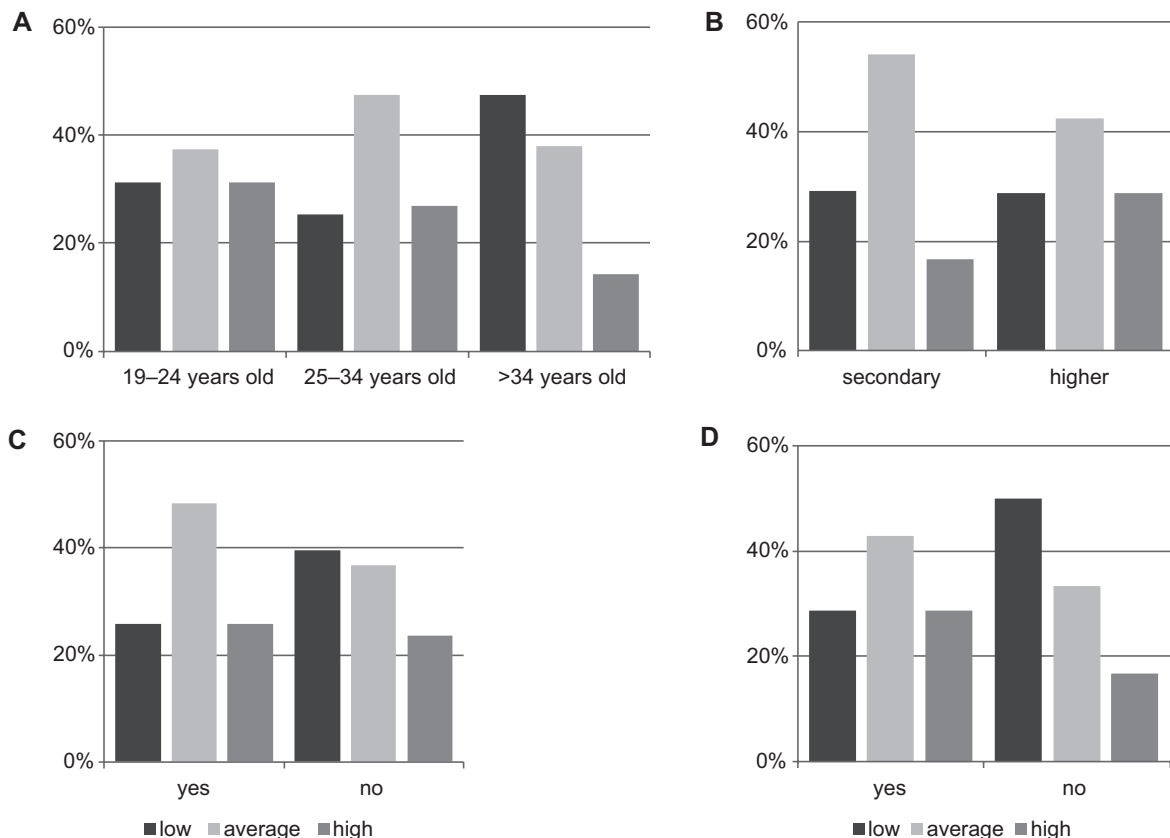 A
60%
40%
20%
0%
19–24 years old 25–34 years old >34 years old
B
60%
40%
20%
0%
secondary higher
C
60%
40%
20%
0%
yes no
low average high
D
60%
40%
20%
0%
yes no
low average high